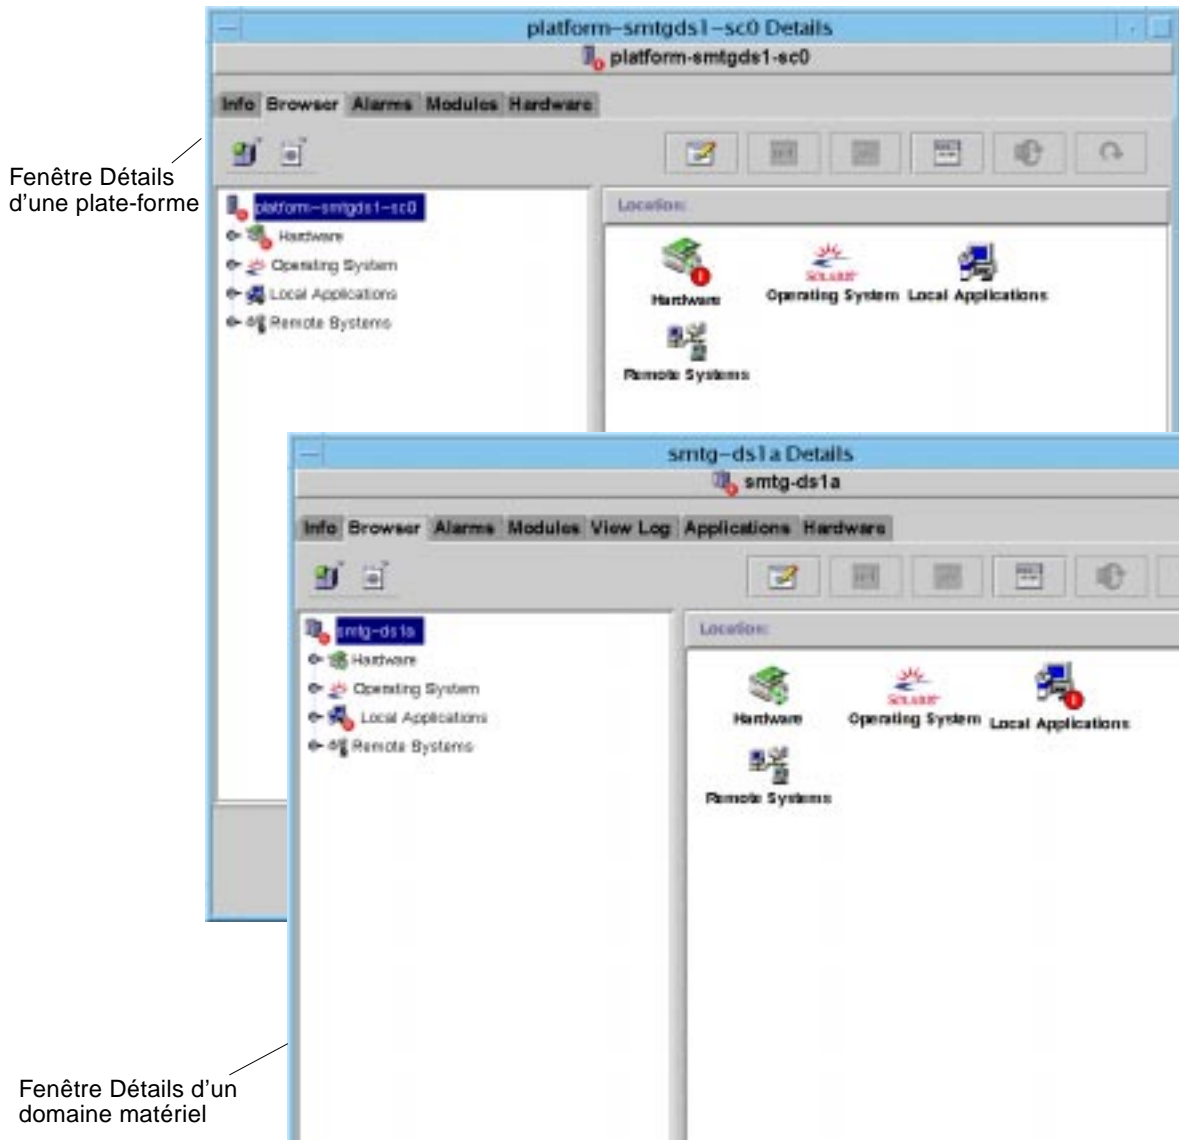 platform-smtgds1-sc0 Details
platform-smtgds1-sc0
Info Browser Alarms Modules Hardware
Fenêtre Détails
d'une plate-forme
platform-smtgds1-sc0
Hardware
Operating System
Local Applications
Remote Systems
Location:
Hardware
SOLARIS
Operating System
Local Applications
Remote Systems
smtg-ds1a Details
smtg-ds1a
Info Browser Alarms Modules View Log Applications Hardware
smtg-ds1a
Hardware
Operating System
Local Applications
Remote Systems
Location:
Hardware
SOLARIS
Operating System
Local Applications
Remote Systems
Fenêtre Détails d'un
domaine matériel